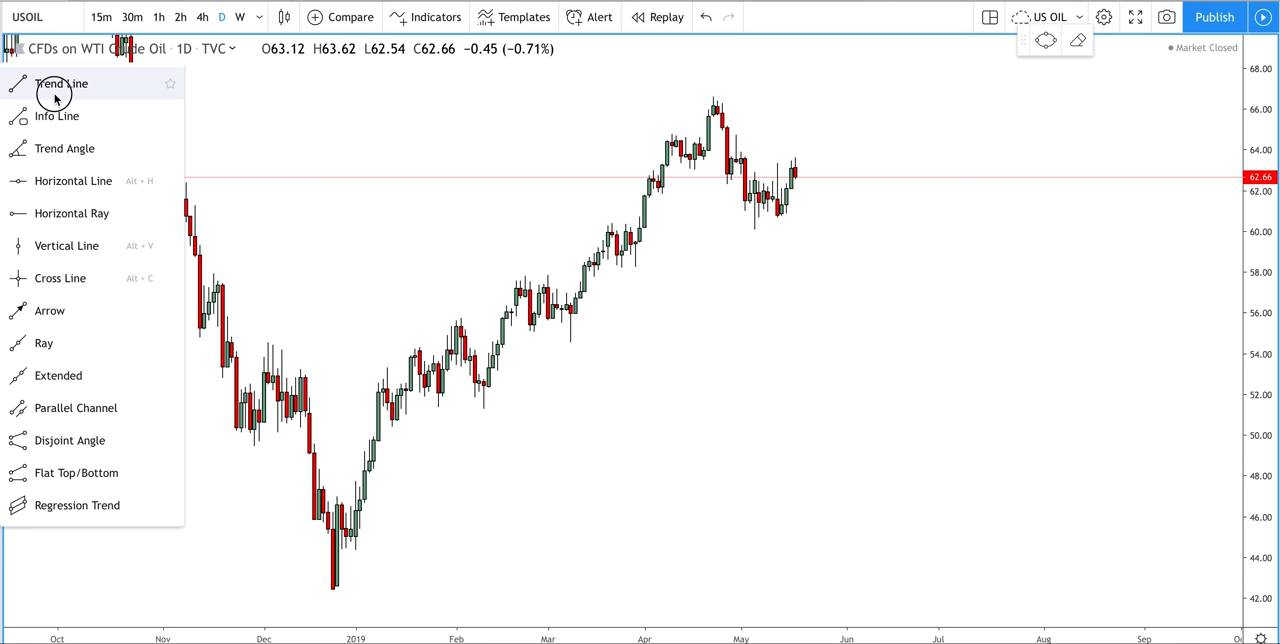 USOIL 15m 30m 1h 2h 4h D W Compare Indicators Templates Alert Replay US OIL Publish
CFDs on WTI Crude Oil · 1D · TVC O63.12 H63.62 L62.54 C62.66 −0.45 (−0.71%)
Market Closed
Trend Line
Info Line
Trend Angle
Horizontal Line Alt + H
Horizontal Ray
Vertical Line Alt + V
Cross Line Alt + C
Arrow
Ray
Extended
Parallel Channel
Disjoint Angle
Flat Top/Bottom
Regression Trend
68.00
66.00
64.00
62.66
62.00
60.00
58.00
56.00
54.00
52.00
50.00
48.00
46.00
44.00
42.00
Oct Nov Dec 2019 Feb Mar Apr May Jun Jul Aug Sep